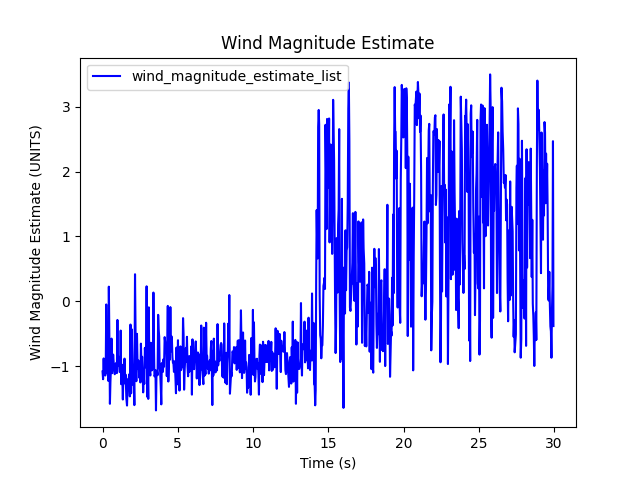 Wind Magnitude Estimate
wind_magnitude_estimate_list
Wind Magnitude Estimate (UNITS)
3
2
1
0
−1
0 5 10 15 20 25 30
Time (s)